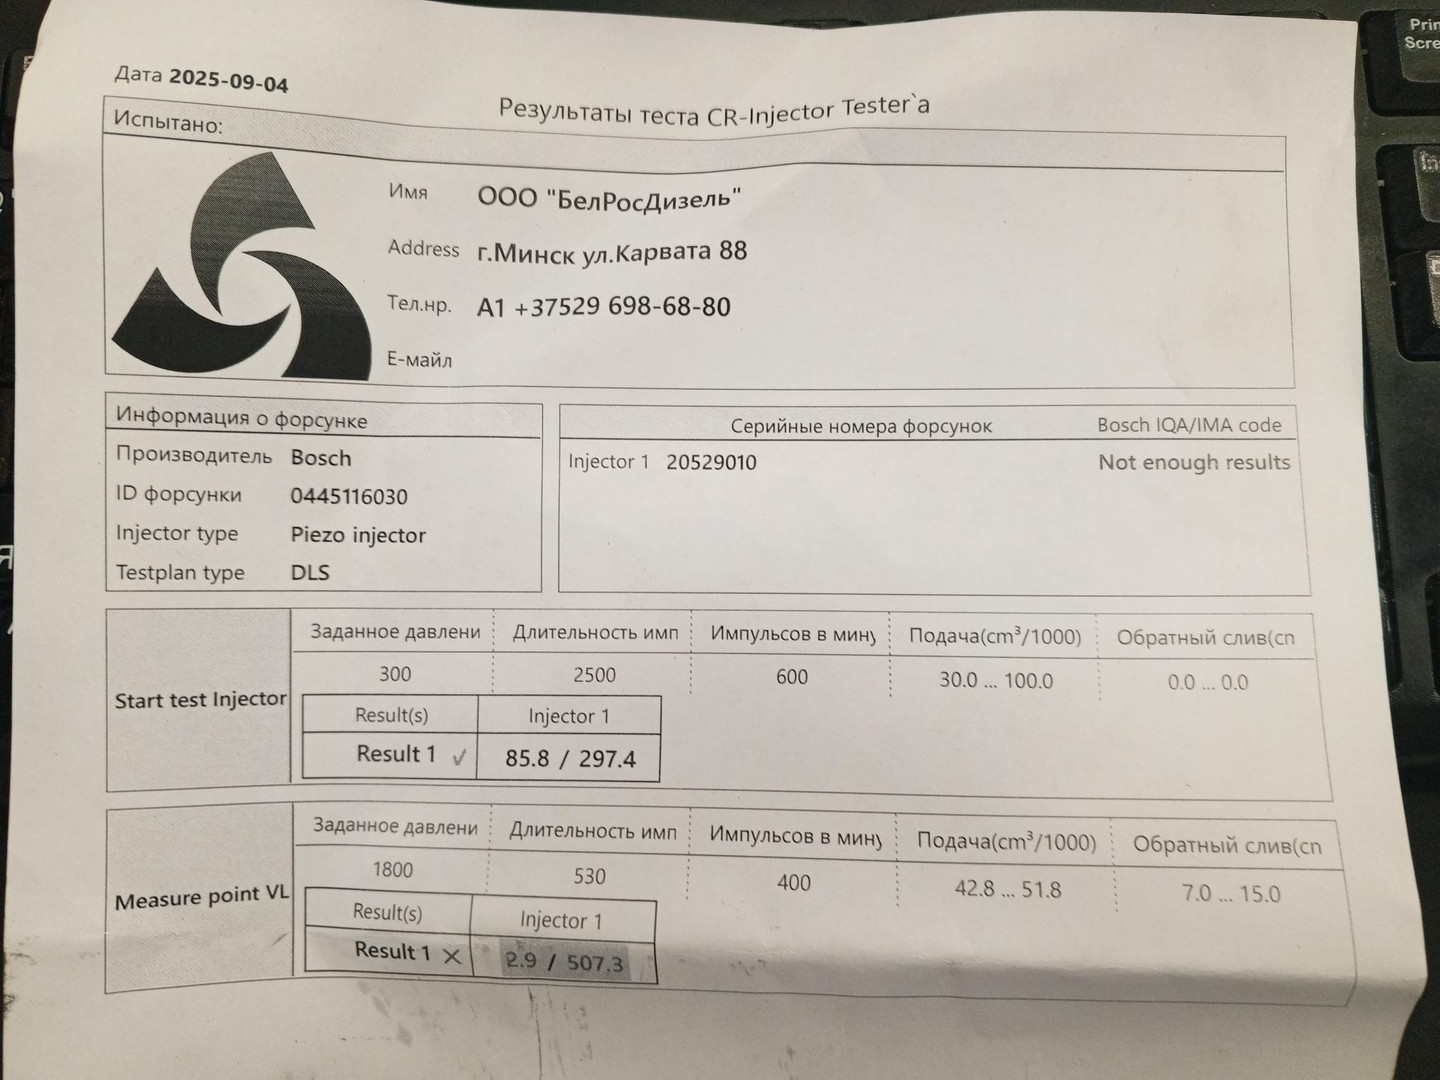 Дата 2025-09-04
Результаты теста CR-Injector Tester`a
Испытано:
Имя ООО "БелРосДизель"
Address г.Минск ул.Карвата 88
Тел.нр. А1 +37529 698-68-80
Е-майл
Информация о форсунке
Производитель Bosch
ID форсунки 0445116030
Injector type Piezo injector
Testplan type DLS
Серийные номера форсунок Bosch IQA/IMA code
Injector 1 20529010 Not enough results
Start test Injector
Заданное давлени Длительность имп Импульсов в мину Подача(cm³/1000) Обратный слив(сп
300 2500 600 30.0 ... 100.0 0.0 ... 0.0
Result(s) Injector 1
Result 1 ✓ 85.8 / 297.4
Measure point VL
Заданное давлени Длительность имп Импульсов в мину Подача(cm³/1000) Обратный слив(сп
1800 530 400 42.8 ... 51.8 7.0 ... 15.0
Result(s) Injector 1
Result 1 X 2.9 / 507.3
Prin
Scre
In